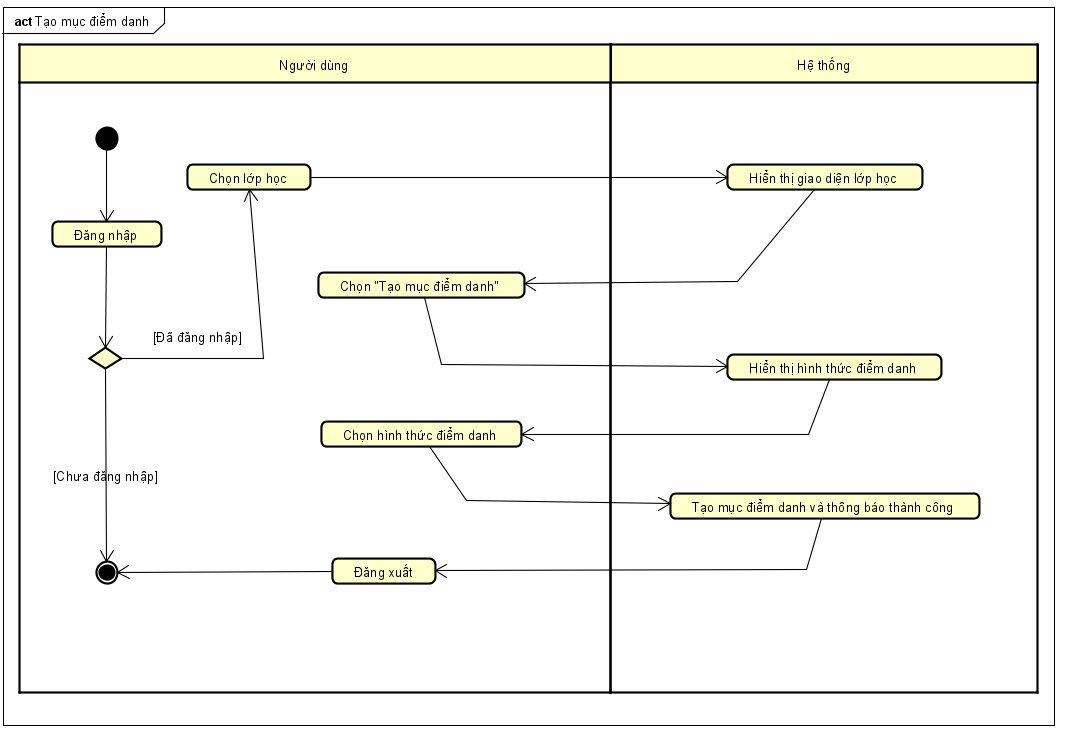 act Tạo mục điểm danh
Người dùng
Hệ thống
Chọn lớp học
Hiển thị giao diện lớp học
Đăng nhập
Chọn "Tạo mục điểm danh"
[Đã đăng nhập]
Hiển thị hình thức điểm danh
Chọn hình thức điểm danh
[Chưa đăng nhập]
Tạo mục điểm danh và thông báo thành công
Đăng xuất